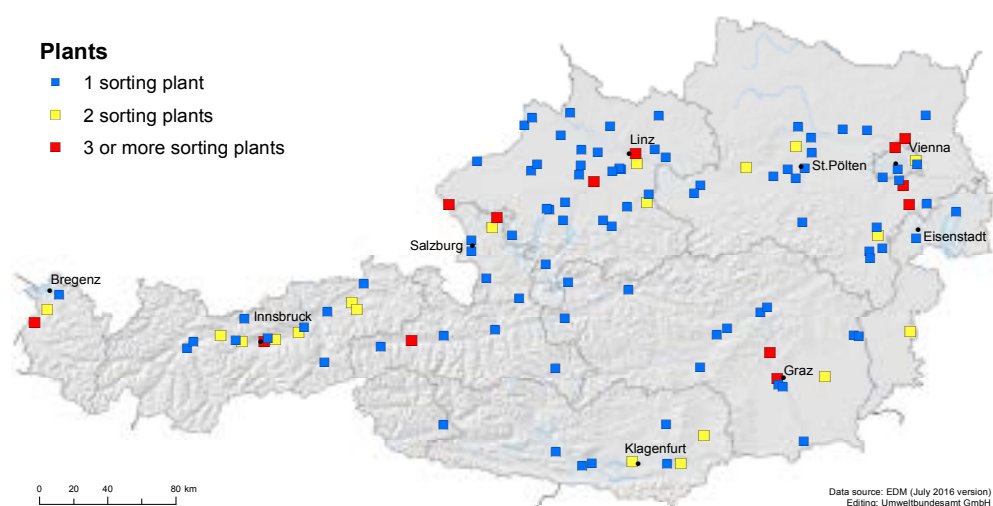 Plants
1 sorting plant
2 sorting plants
3 or more sorting plants
Linz
Vienna
St.Pölten
Eisenstadt
Salzburg
Bregenz
Innsbruck
Graz
Klagenfurt
0 20 40 80 km
Data source: EDM (July 2016 version)
Editing: Umweltbundesamt GmbH